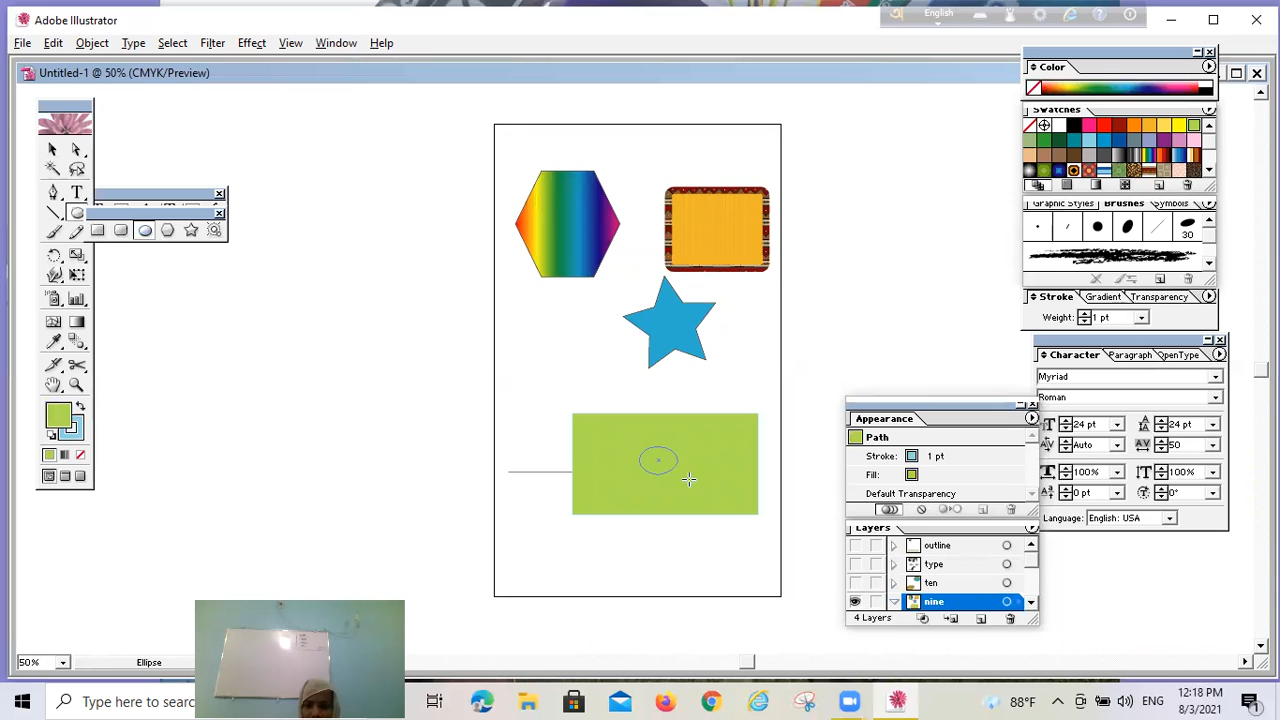 Adobe Illustrator
English
File Edit Object Type Select Filter Effect View Window Help
Untitled-1 @ 50% (CMYK/Preview)
Color
Swatches
Graphic Styles Brushes Symbols
30
Stroke Gradient Transparency
Weight: 1 pt
Character Paragraph OpenType
Myriad
Roman
24 pt 24 pt
Auto 50
100% 100%
0 pt 0°
Language: English: USA
Appearance
Path
Stroke: 1 pt
Fill:
Default Transparency
Layers
outline
type
ten
nine
4 Layers
50% Ellipse
Type here to search
88°F ENG
12:18 PM
8/3/2021
1